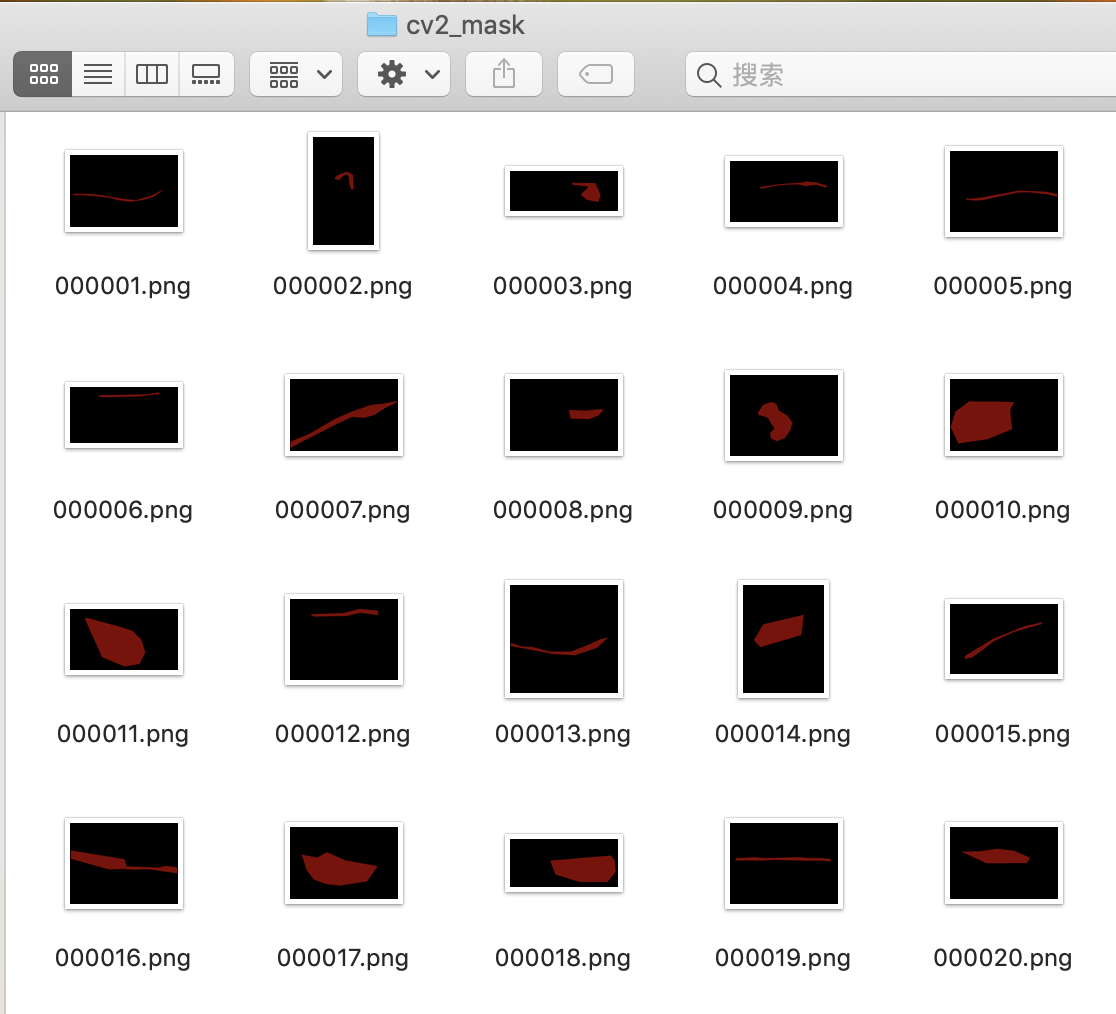 cv2_mask
搜索
000001.png 000002.png 000003.png 000004.png 000005.png
000006.png 000007.png 000008.png 000009.png 000010.png
000011.png 000012.png 000013.png 000014.png 000015.png
000016.png 000017.png 000018.png 000019.png 000020.png